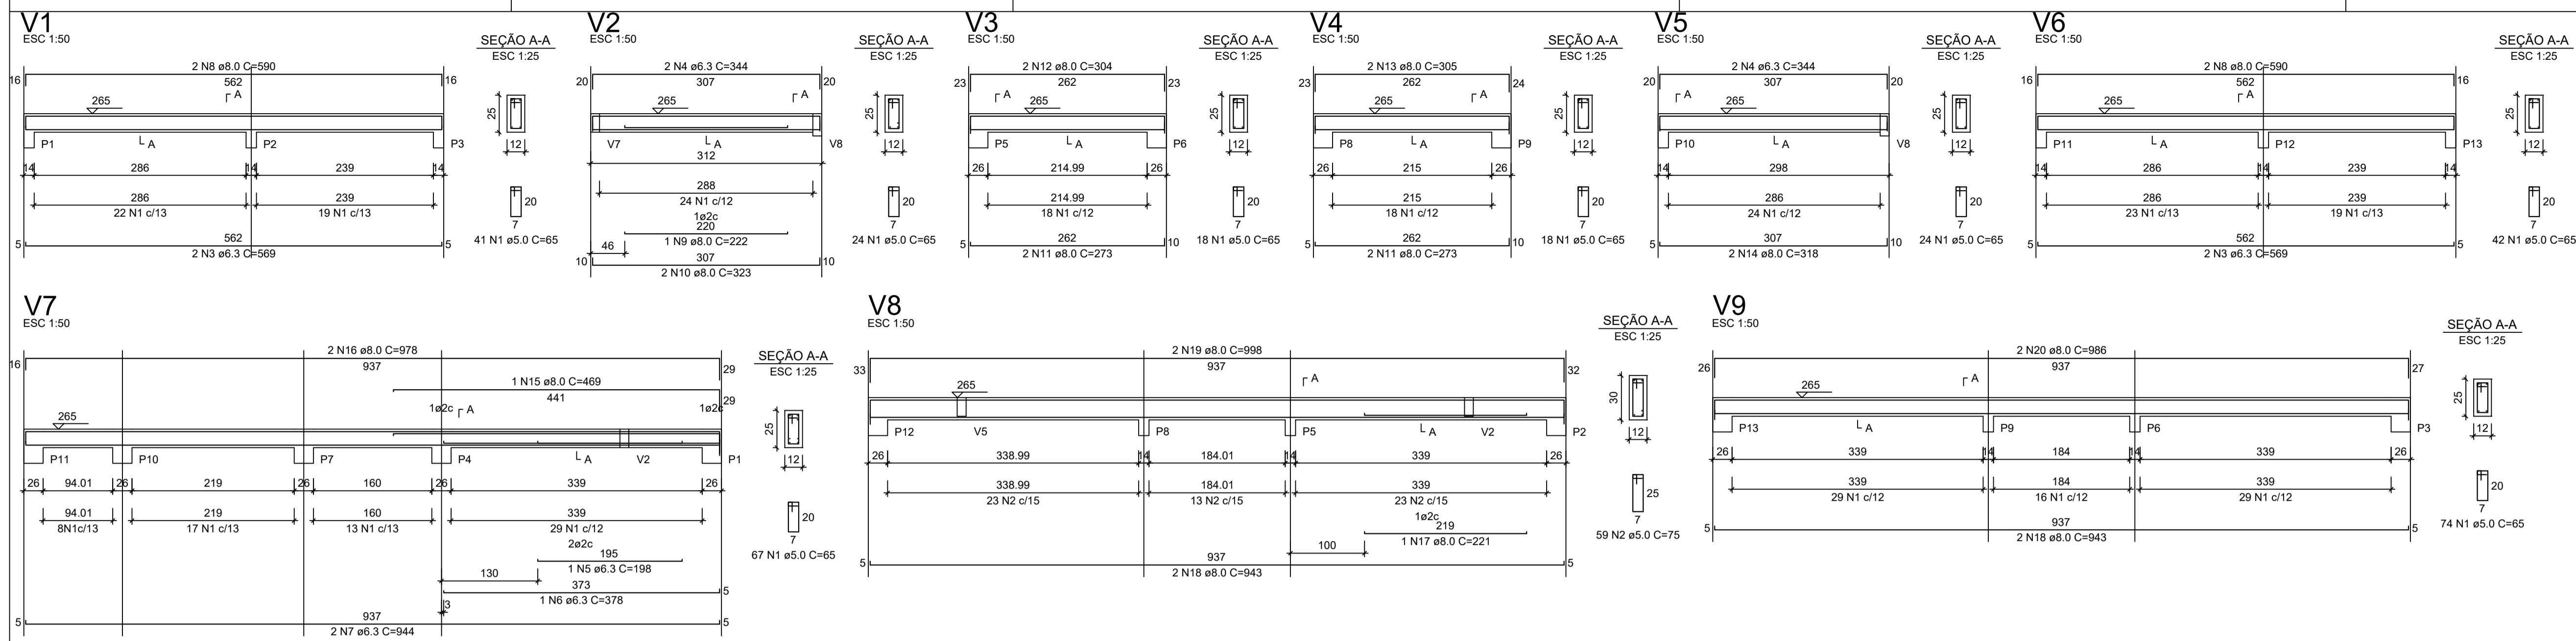 V1
ESC 1:50
SEÇÃO A-A
ESC 1:25
2 N8 ø8.0 C=590
16 562 16
A
265
25
P1 A P2 P3
12
14 286 14 239 14
286 239
22 N1 c/13 19 N1 c/13
20
7
41 N1 ø5.0 C=65
5 562 5
2 N3 ø6.3 C=569
V2
ESC 1:50
SEÇÃO A-A
ESC 1:25
2 N4 ø6.3 C=344
20 307 20
A
265
25
V7 A V8
12
312
288
24 N1 c/12
1ø2c
220
1 N9 ø8.0 C=222
46
20
7
24 N1 ø5.0 C=65
10 307 10
2 N10 ø8.0 C=323
V3
ESC 1:50
SEÇÃO A-A
ESC 1:25
2 N12 ø8.0 C=304
23 262 23
A
265
25
P5 A P6
12
26 214.99 26
214.99
18 N1 c/12
20
7
18 N1 ø5.0 C=65
5 262 10
2 N11 ø8.0 C=273
V4
ESC 1:50
SEÇÃO A-A
ESC 1:25
2 N13 ø8.0 C=305
23 262 24
A
265
25
P8 A P9
12
26 215 26
215
18 N1 c/12
20
7
18 N1 ø5.0 C=65
5 262 10
2 N11 ø8.0 C=273
V5
ESC 1:50
SEÇÃO A-A
ESC 1:25
2 N4 ø6.3 C=344
20 307 20
A
265
25
P10 A V8
12
14 298
286
24 N1 c/12
20
7
24 N1 ø5.0 C=65
5 307 10
2 N14 ø8.0 C=318
V6
ESC 1:50
SEÇÃO A-A
ESC 1:25
2 N8 ø8.0 C=590
16 562 16
A
265
25
P11 A P12 P13
12
14 286 14 239 14
286 239
23 N1 c/13 19 N1 c/13
20
7
42 N1 ø5.0 C=65
5 562 5
2 N3 ø6.3 C=569
V7
ESC 1:50
SEÇÃO A-A
ESC 1:25
2 N16 ø8.0 C=978
16 937 29
1 N15 ø8.0 C=469
441 29
1ø2c A 1ø2c
265
25
P11 P10 P7 P4 A V2 P1
12
26 94.01 26 219 26 160 26 339 26
94.01 219 160 339
8N1c/13 17 N1 c/13 13 N1 c/13 29 N1 c/12
20
7
67 N1 ø5.0 C=65
2ø2c
195
1 N5 ø6.3 C=198
130
373 5
1 N6 ø6.3 C=378
3
5 937
2 N7 ø6.3 C=944
V8
ESC 1:50
SEÇÃO A-A
ESC 1:25
2 N19 ø8.0 C=998
33 937 32
A
265
30
P12 V5 P8 P5 A V2 P2
12
26 338.99 14 184.01 14 339 26
338.99 184.01 339
23 N2 c/15 13 N2 c/15 23 N2 c/15
25
7
59 N2 ø5.0 C=75
1ø2c
219
1 N17 ø8.0 C=221
100
5 937 5
2 N18 ø8.0 C=943
V9
ESC 1:50
SEÇÃO A-A
ESC 1:25
2 N20 ø8.0 C=986
26 937 27
A
265
25
P13 A P9 P6 P3
12
26 339 14 184 14 339 26
339 184 339
29 N1 c/12 16 N1 c/12 29 N1 c/12
20
7
74 N1 ø5.0 C=65
5 937 5
2 N18 ø8.0 C=943